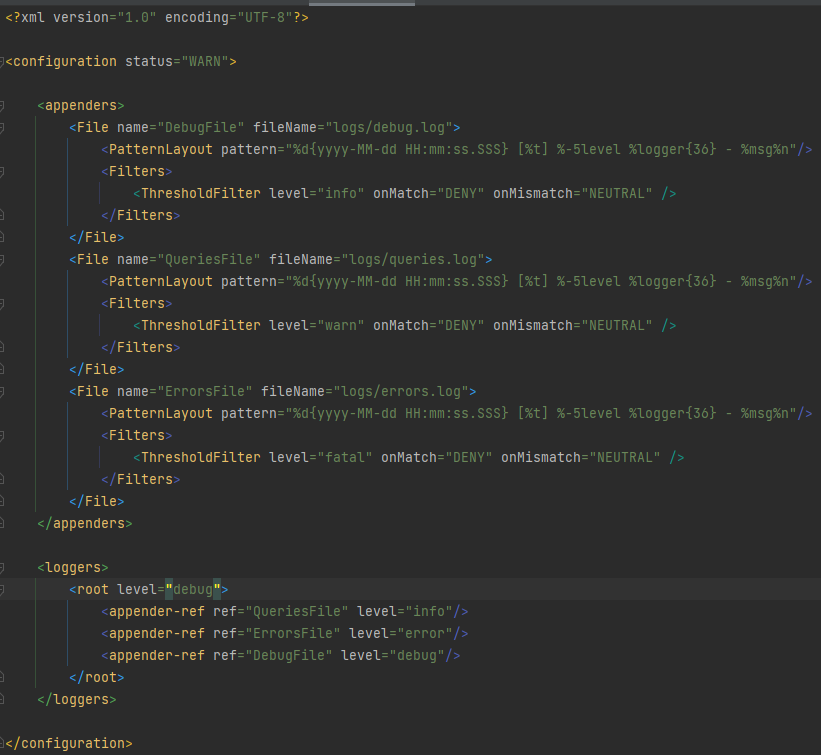 <?xml version="1.0" encoding="UTF-8"?>
<configuration status="WARN">
<appenders>
<File name="DebugFile" fileName="logs/debug.log">
<PatternLayout pattern="%d{yyyy-MM-dd HH:mm:ss.SSS} [%t] %-5level %logger{36} - %msg%n"/>
<Filters>
<ThresholdFilter level="info" onMatch="DENY" onMismatch="NEUTRAL" />
</Filters>
</File>
<File name="QueriesFile" fileName="logs/queries.log">
<PatternLayout pattern="%d{yyyy-MM-dd HH:mm:ss.SSS} [%t] %-5level %logger{36} - %msg%n"/>
<Filters>
<ThresholdFilter level="warn" onMatch="DENY" onMismatch="NEUTRAL" />
</Filters>
</File>
<File name="ErrorsFile" fileName="logs/errors.log">
<PatternLayout pattern="%d{yyyy-MM-dd HH:mm:ss.SSS} [%t] %-5level %logger{36} - %msg%n"/>
<Filters>
<ThresholdFilter level="fatal" onMatch="DENY" onMismatch="NEUTRAL" />
</Filters>
</File>
</appenders>
<loggers>
<root level="debug">
<appender-ref ref="QueriesFile" level="info"/>
<appender-ref ref="ErrorsFile" level="error"/>
<appender-ref ref="DebugFile" level="debug"/>
</root>
</loggers>
</configuration>